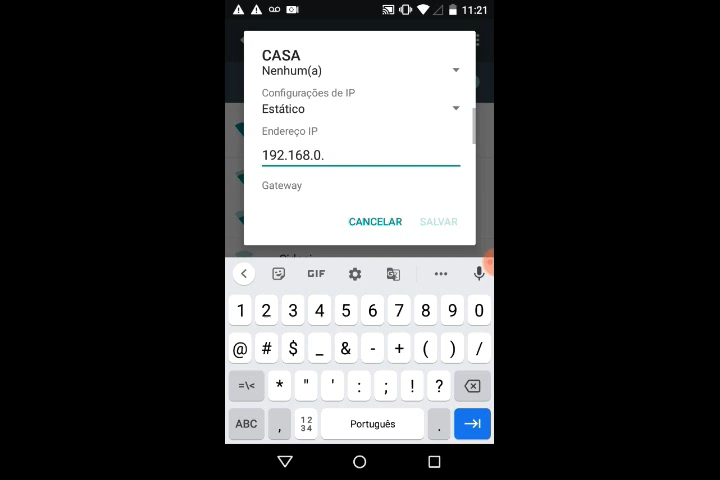 11:21
CASA
Nenhum(a)
Configurações de IP
Estático
Endereço IP
192.168.0.
Gateway
CANCELAR SALVAR
GIF
1 2 3 4 5 6 7 8 9 0
@ # $ _ & - + ( ) /
=\< * " ' : ; ! ?
ABC , 12 34 Português .